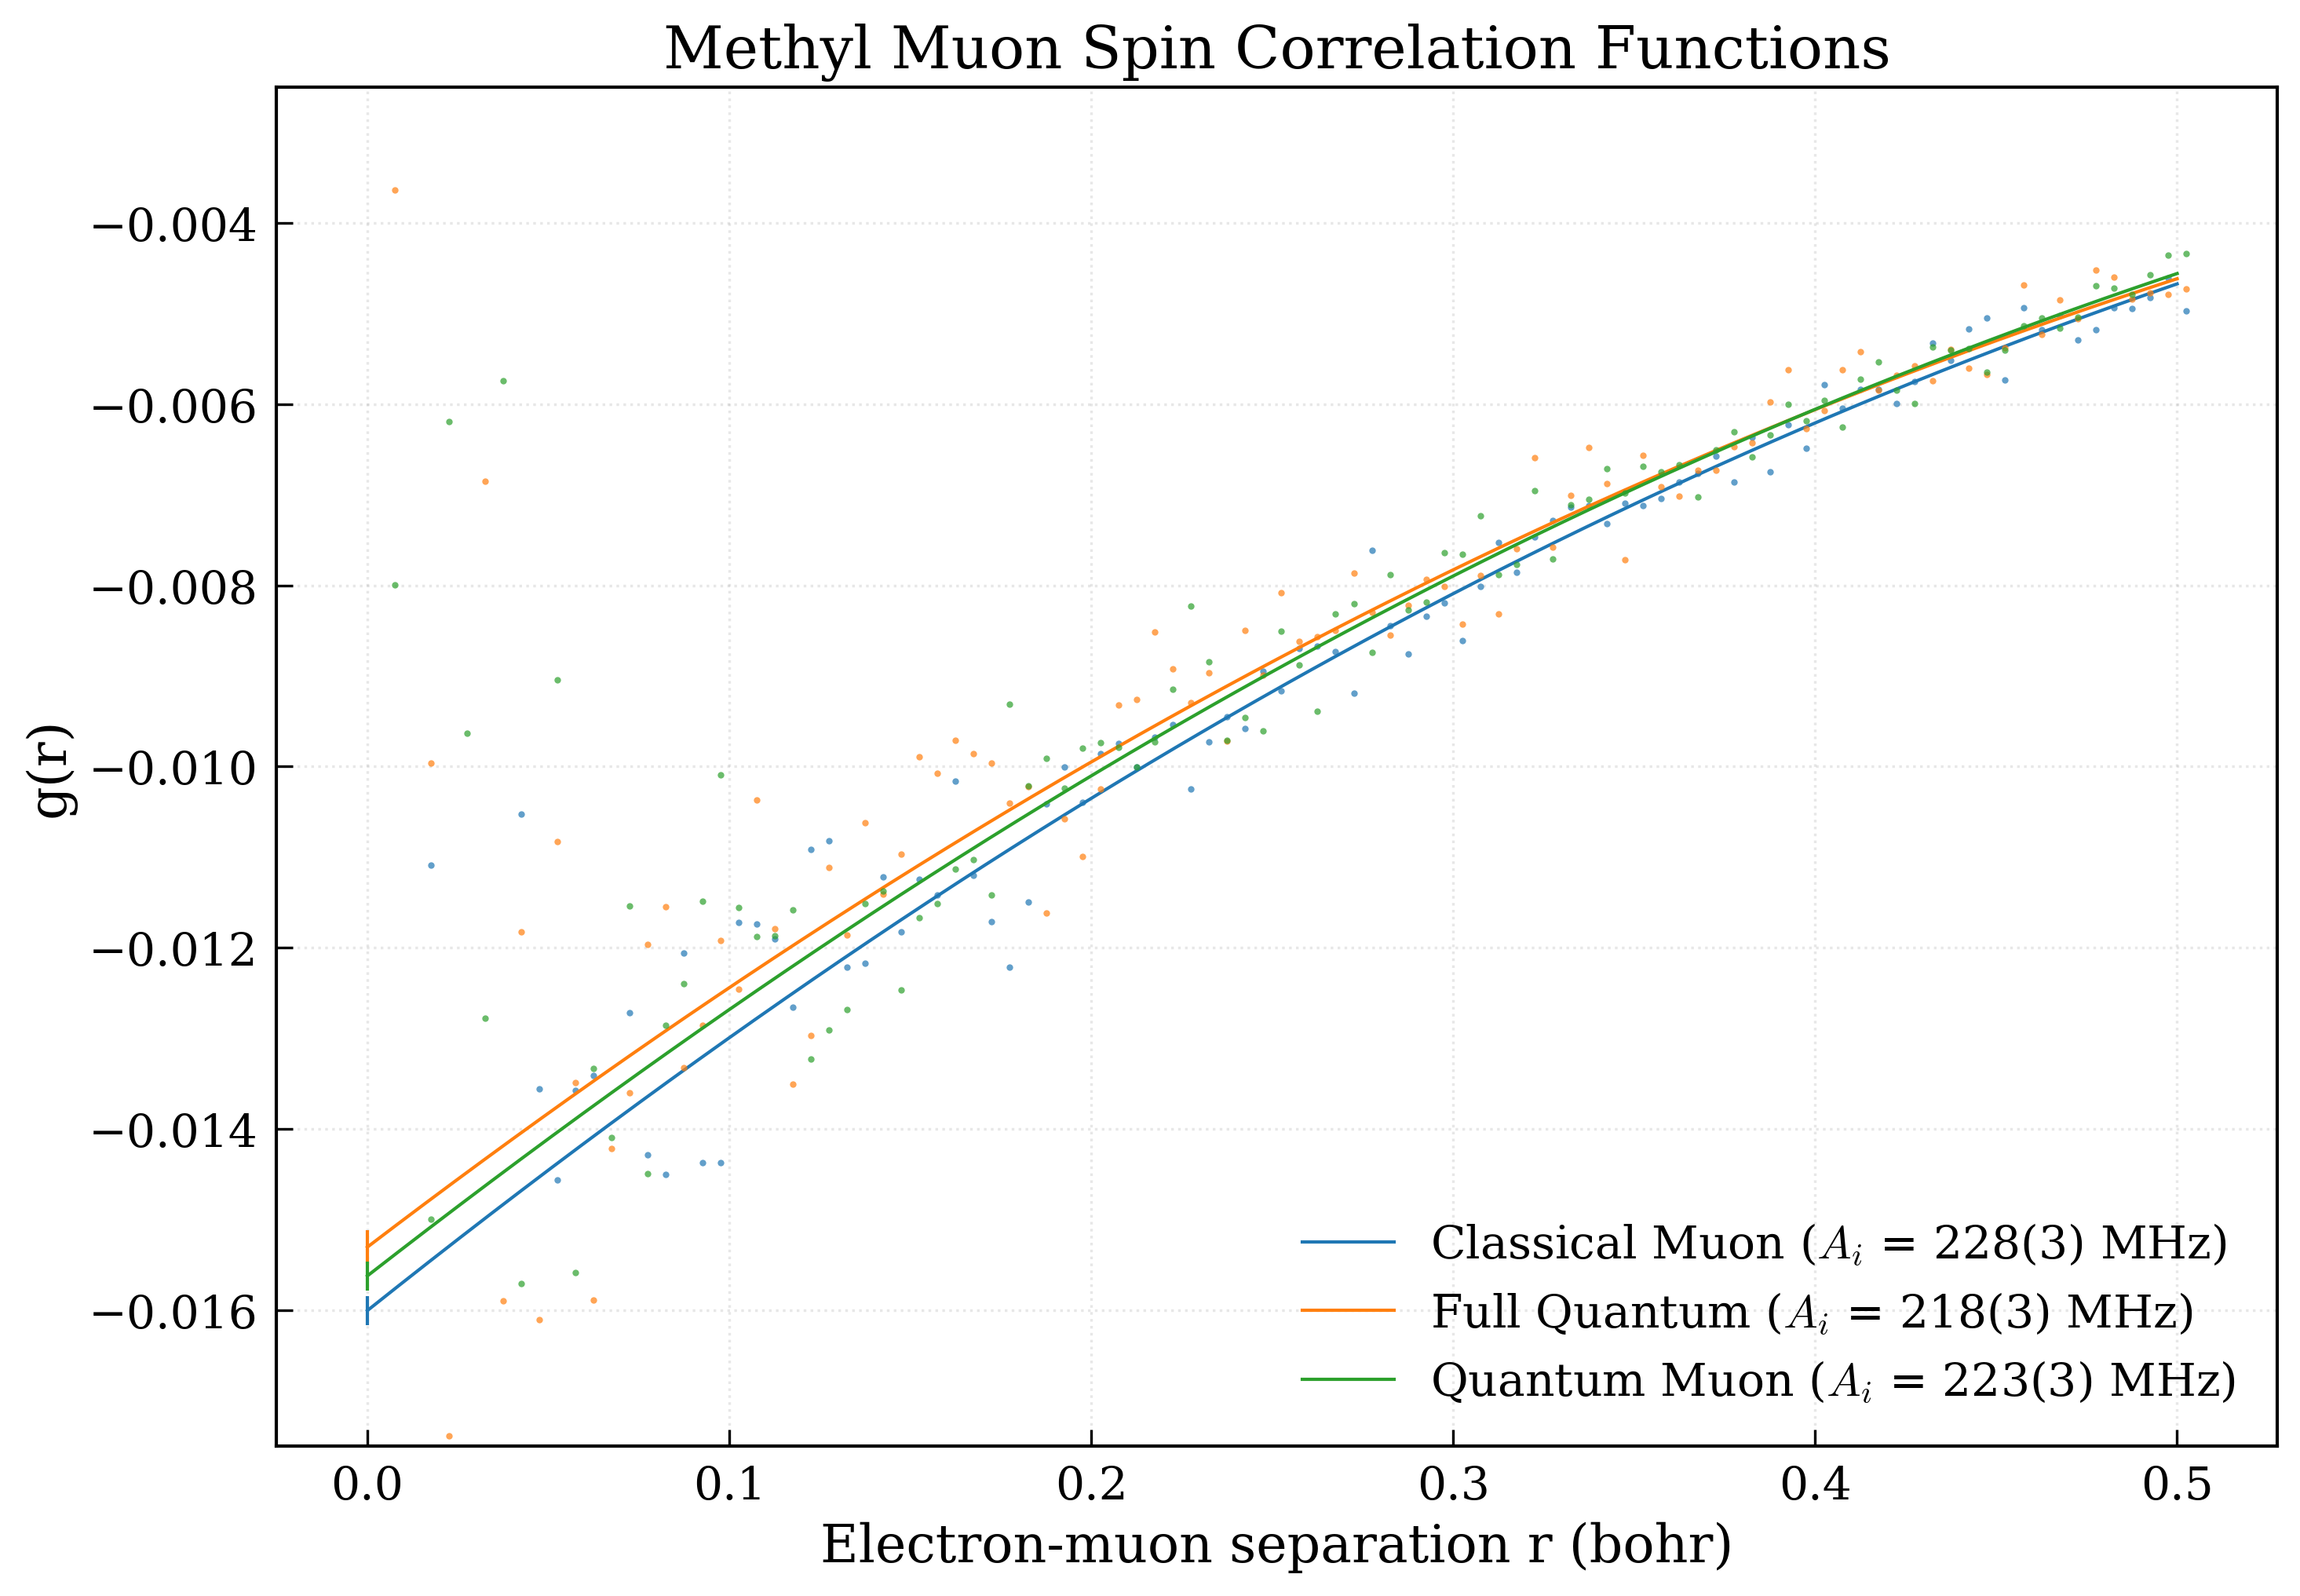 Methyl Muon Spin Correlation Functions
−0.004
−0.006
−0.008
−0.010
−0.012
−0.014
−0.016
g(r)
Classical Muon (A_i = 228(3) MHz)
Full Quantum (A_i = 218(3) MHz)
Quantum Muon (A_i = 223(3) MHz)
0.0 0.1 0.2 0.3 0.4 0.5
Electron-muon separation r (bohr)